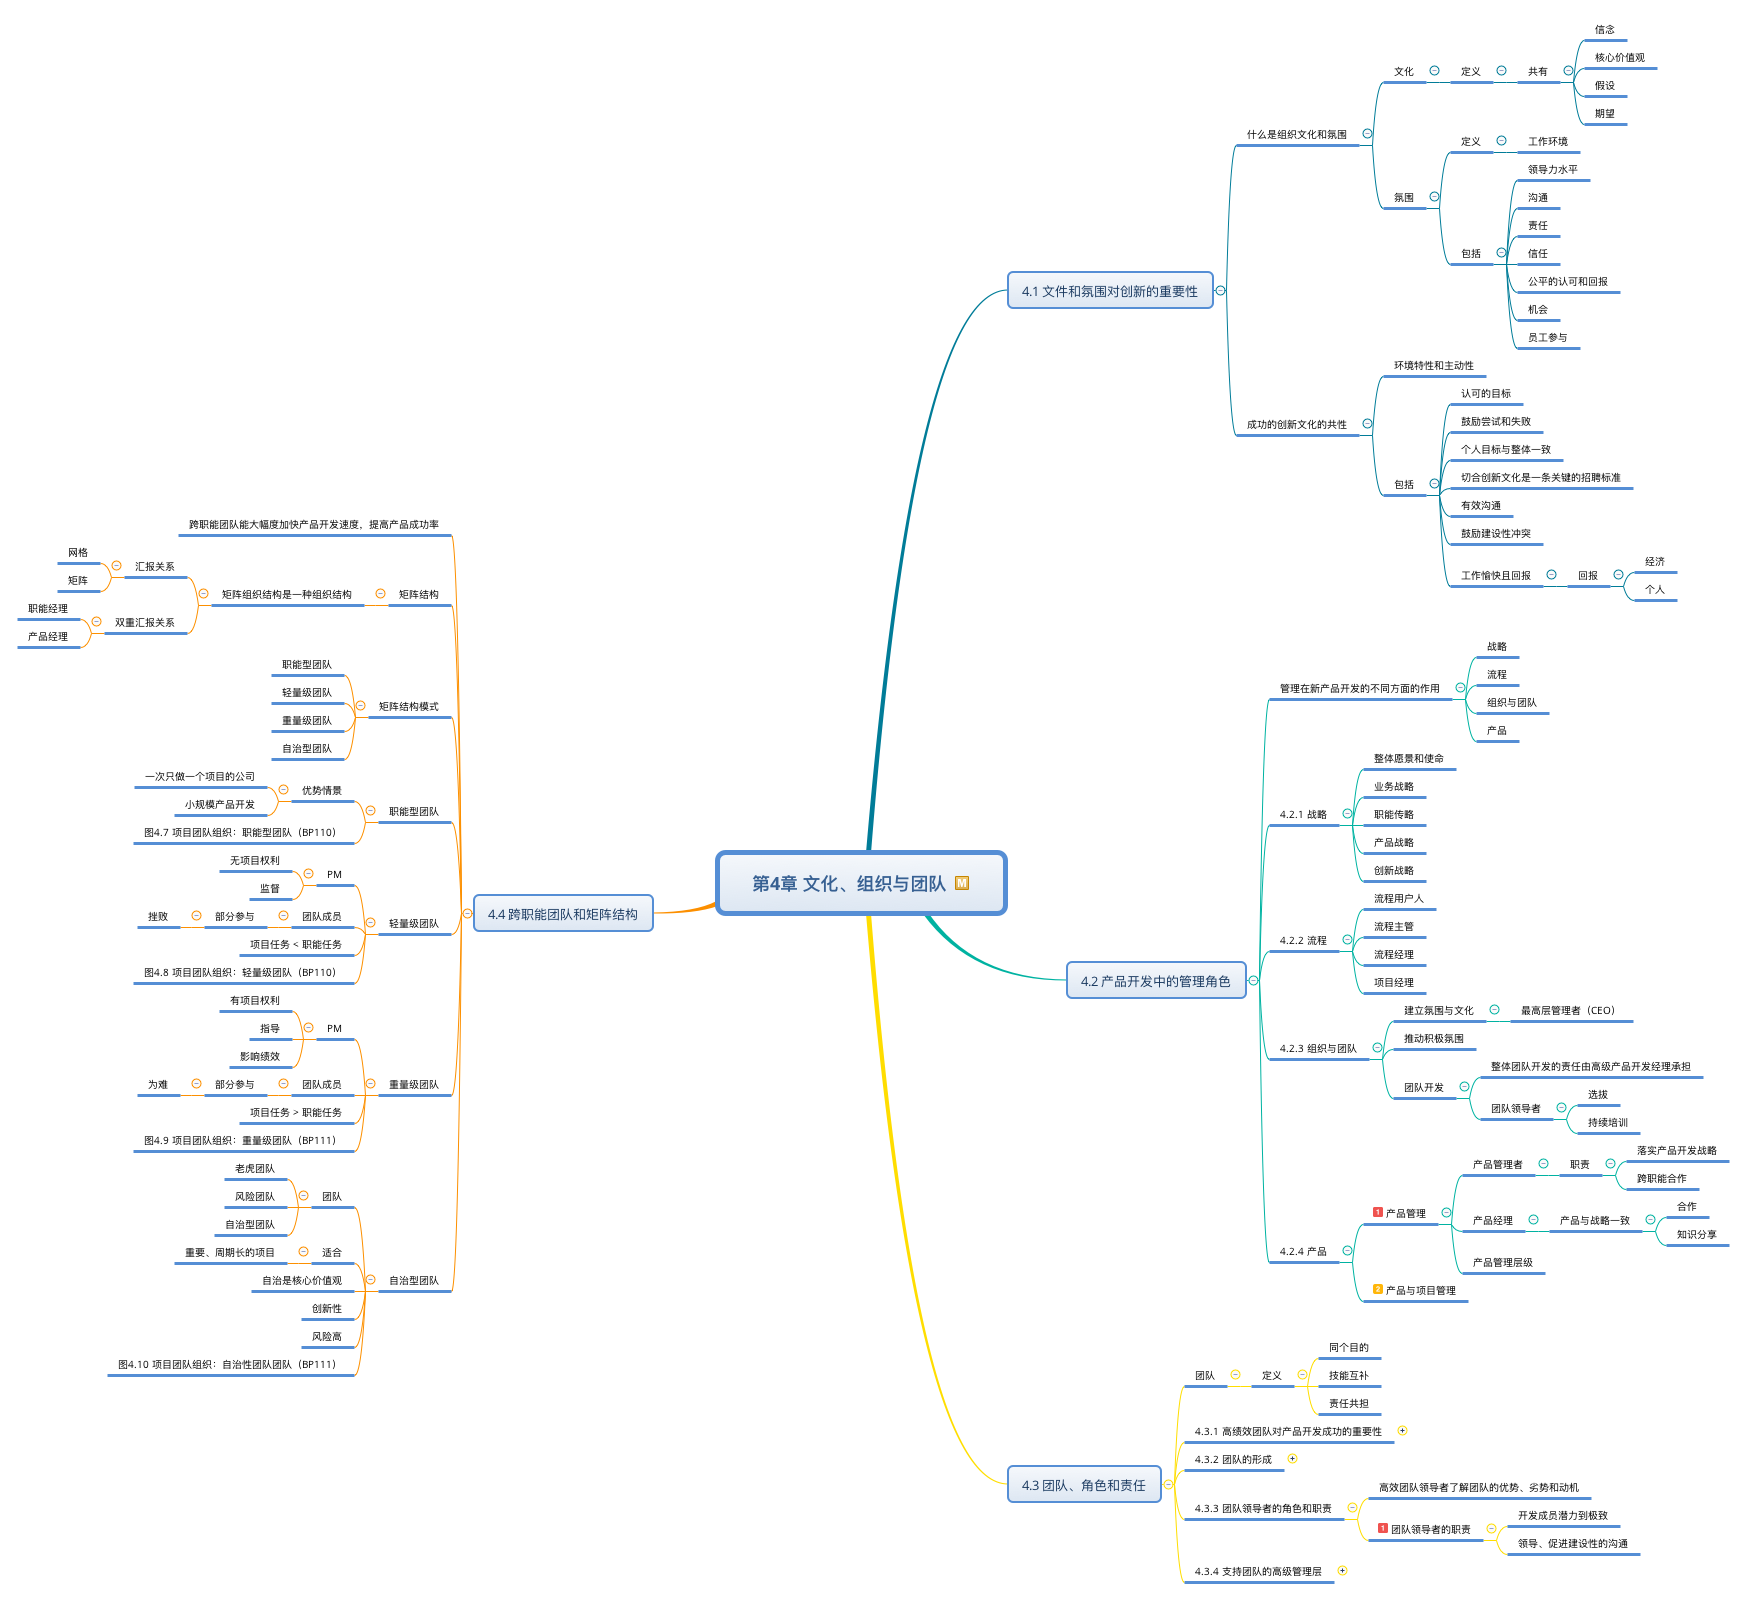 第4章 文化、组织与团队 M
4.1 文件和氛围对创新的重要性
什么是组织文化和氛围
文化
定义
共有
信念
核心价值观
假设
期望
氛围
定义
工作环境
包括
领导力水平
沟通
责任
信任
公平的认可和回报
机会
员工参与
成功的创新文化的共性
环境特性和主动性
包括
认可的目标
鼓励尝试和失败
个人目标与整体一致
切合创新文化是一条关键的招聘标准
有效沟通
鼓励建设性冲突
工作愉快且回报
回报
经济
个人
4.2 产品开发中的管理角色
管理在新产品开发的不同方面的作用
战略
流程
组织与团队
产品
4.2.1 战略
整体愿景和使命
业务战略
职能传略
产品战略
创新战略
4.2.2 流程
流程用户人
流程主管
流程经理
项目经理
4.2.3 组织与团队
建立氛围与文化
最高层管理者（CEO）
推动积极氛围
团队开发
整体团队开发的责任由高级产品开发经理承担
团队领导者
选拔
持续培训
4.2.4 产品
1 产品管理
产品管理者
职责
落实产品开发战略
跨职能合作
产品经理
产品与战略一致
合作
知识分享
产品管理层级
2 产品与项目管理
4.3 团队、角色和责任
团队
定义
同个目的
技能互补
责任共担
4.3.1 高绩效团队对产品开发成功的重要性
4.3.2 团队的形成
4.3.3 团队领导者的角色和职责
高效团队领导者了解团队的优势、劣势和动机
1 团队领导者的职责
开发成员潜力到极致
领导、促进建设性的沟通
4.3.4 支持团队的高级管理层
4.4 跨职能团队和矩阵结构
跨职能团队能大幅度加快产品开发速度，提高产品成功率
矩阵结构
矩阵组织结构是一种组织结构
汇报关系
网格
矩阵
双重汇报关系
职能经理
产品经理
矩阵结构模式
职能型团队
轻量级团队
重量级团队
自治型团队
职能型团队
优势情景
一次只做一个项目的公司
小规模产品开发
图4.7 项目团队组织：职能型团队（BP110）
轻量级团队
PM
无项目权利
监督
团队成员
部分参与
挫败
项目任务 < 职能任务
图4.8 项目团队组织：轻量级团队（BP110）
重量级团队
PM
有项目权利
指导
影响绩效
团队成员
部分参与
为难
项目任务 > 职能任务
图4.9 项目团队组织：重量级团队（BP111）
自治型团队
团队
老虎团队
风险团队
自治型团队
适合
重要、周期长的项目
自治是核心价值观
创新性
风险高
图4.10 项目团队组织：自治性团队团队（BP111）